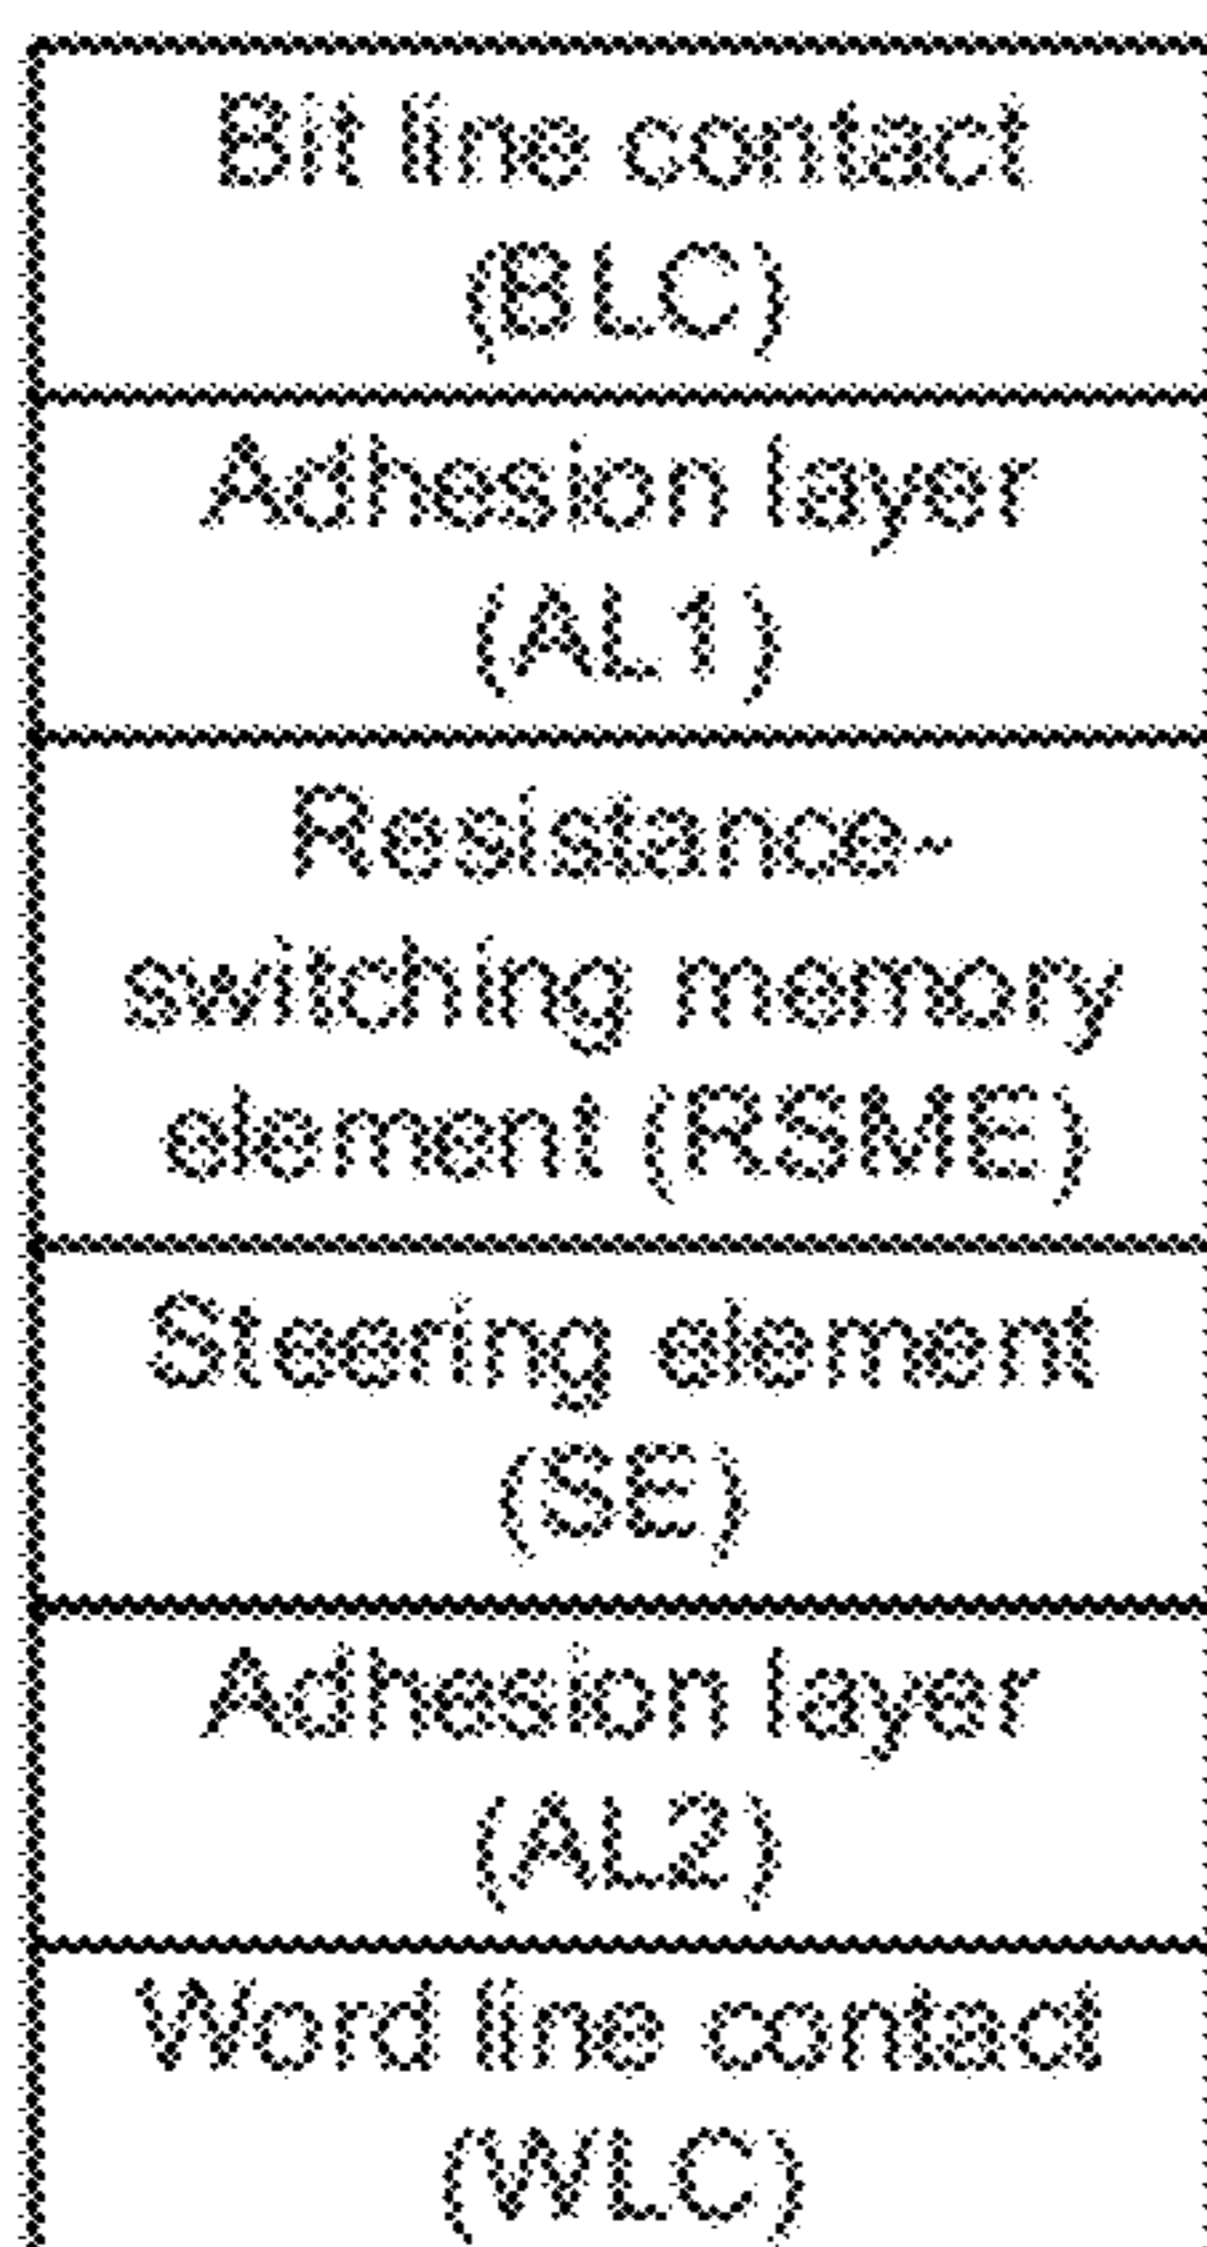 Bit line contact
(BLC)
Adhesion layer
(AL1)
Resistance-
switching memory
element (RSME)
Steering element
(SE)
Adhesion layer
(AL2)
Word line contact
(WLC)